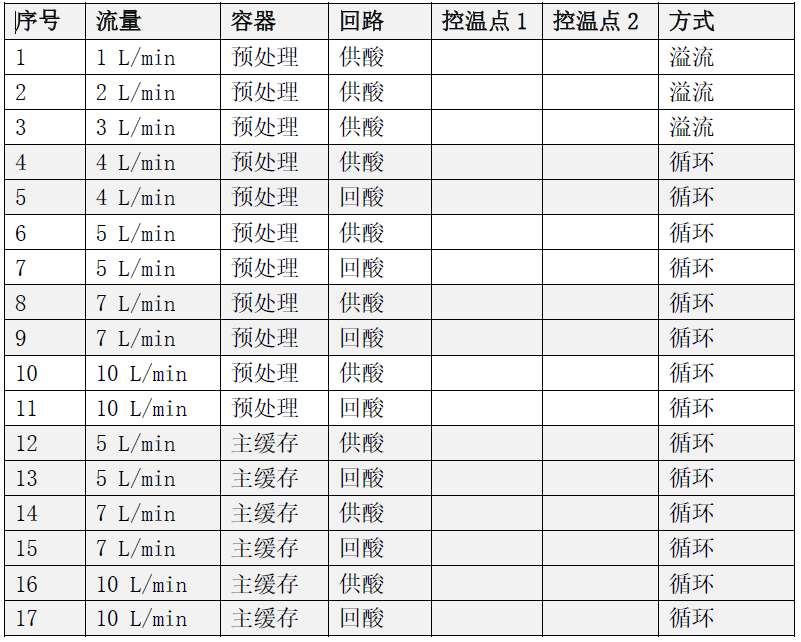 序号 流量 容器 回路 控温点 1 控温点 2 方式
1 1 L/min 预处理 供酸 溢流
2 2 L/min 预处理 供酸 溢流
3 3 L/min 预处理 供酸 溢流
4 4 L/min 预处理 供酸 循环
5 4 L/min 预处理 回酸 循环
6 5 L/min 预处理 供酸 循环
7 5 L/min 预处理 回酸 循环
8 7 L/min 预处理 供酸 循环
9 7 L/min 预处理 回酸 循环
10 10 L/min 预处理 供酸 循环
11 10 L/min 预处理 回酸 循环
12 5 L/min 主缓存 供酸 循环
13 5 L/min 主缓存 回酸 循环
14 7 L/min 主缓存 供酸 循环
15 7 L/min 主缓存 回酸 循环
16 10 L/min 主缓存 供酸 循环
17 10 L/min 主缓存 回酸 循环